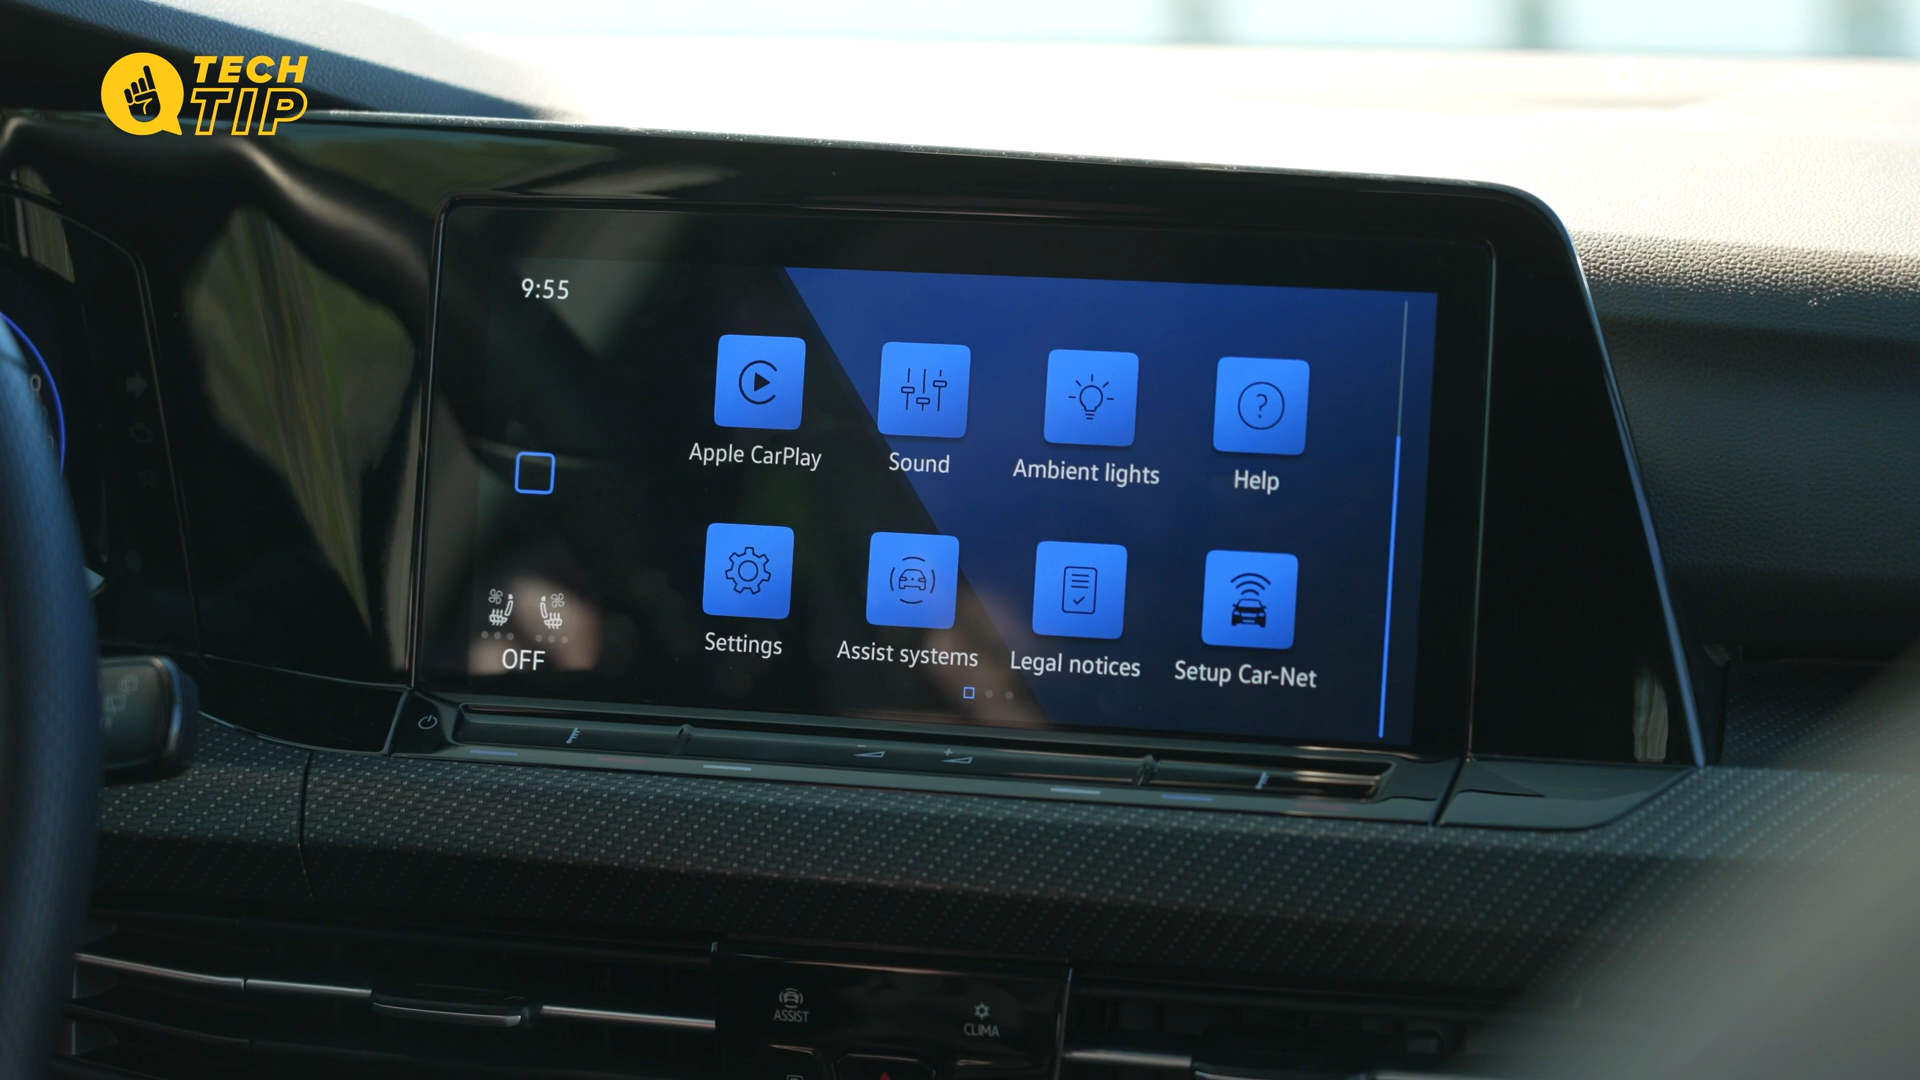 TECH
TIP
9:55
Apple CarPlay
Sound
Ambient lights
Help
Settings
Assist systems
Legal notices
Setup Car-Net
OFF
ASSIST
CLIMA